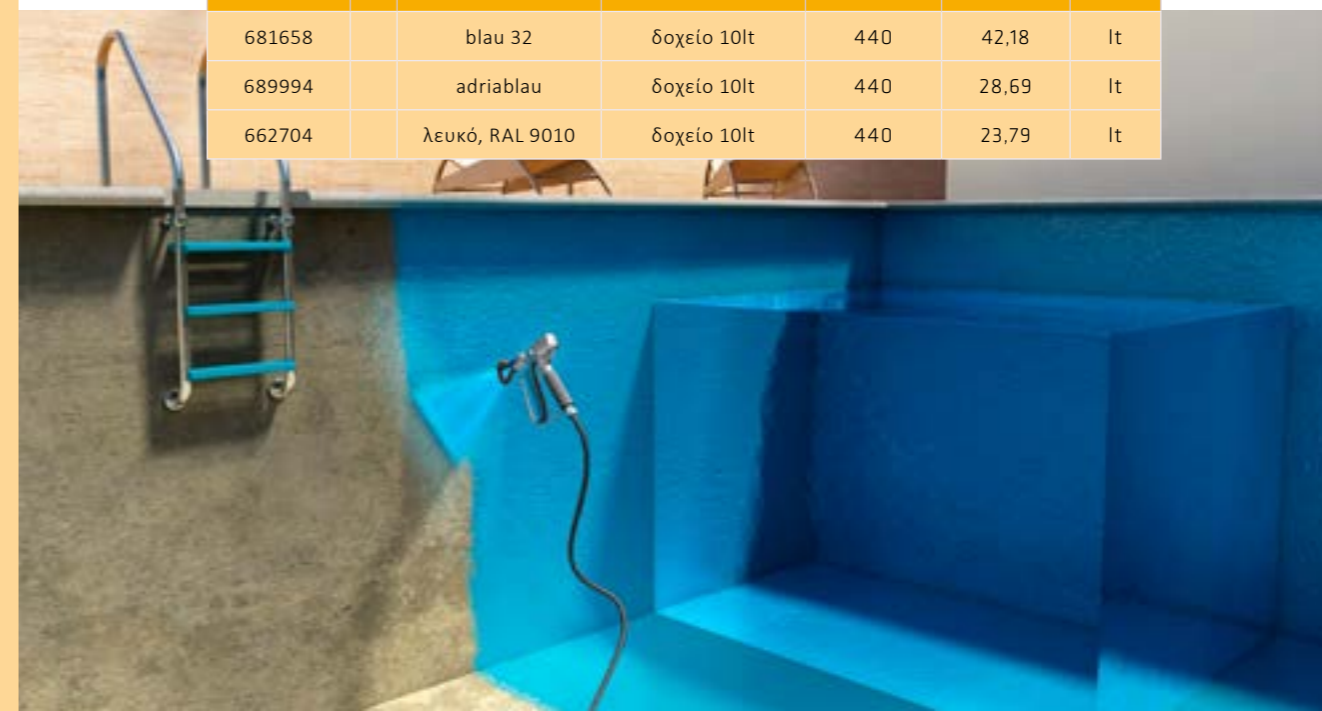 681658 blau 32 δοχείο 10lt 440 42,18 lt
689994 adriablau δοχείο 10lt 440 28,69 lt
662704 λευκό, RAL 9010 δοχείο 10lt 440 23,79 lt